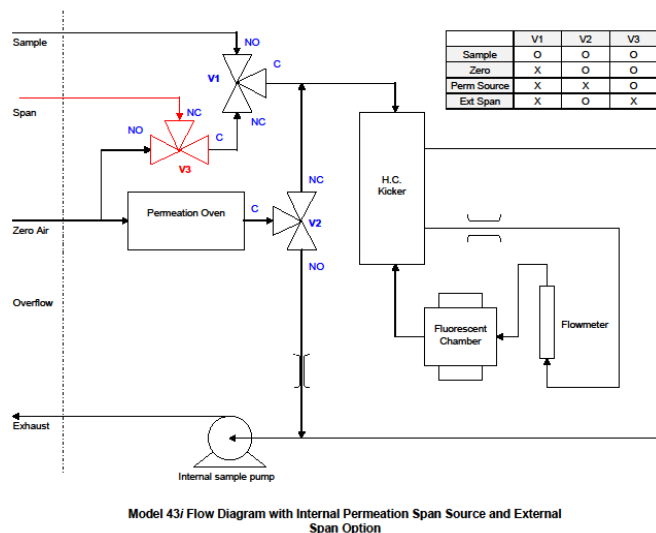 Sample
NO
C
V1
NC
Span
NC
NO
C
V3
V1 V2 V3
Sample O O O
Zero X O O
Perm Source X X O
Ext Span X O X
H.C.
Kicker
NC
Permeation Oven
C
V2
Zero Air
NO
Overflow
Fluorescent
Chamber
Flowmeter
Exhaust
Internal sample pump
Model 43i Flow Diagram with Internal Permeation Span Source and External
Span Option